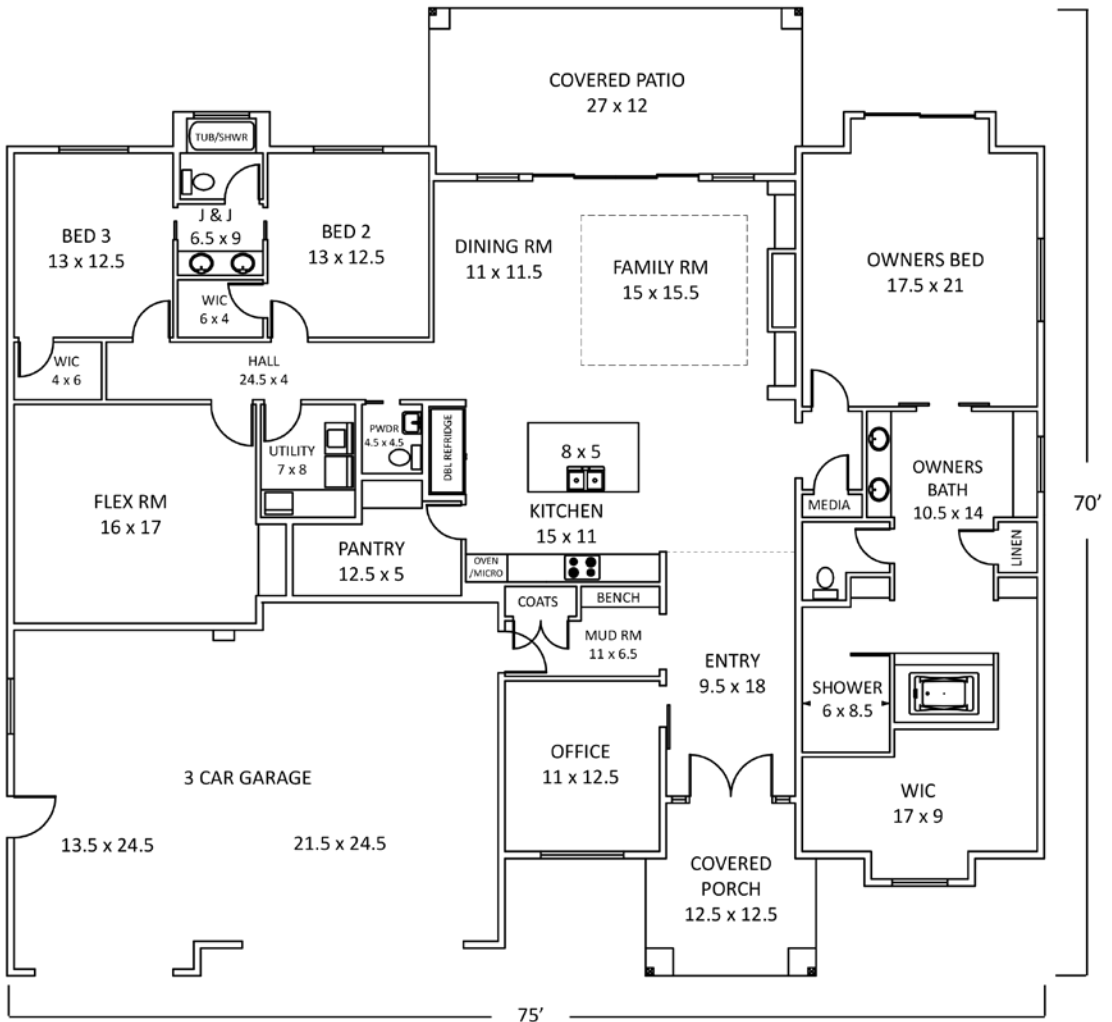 COVERED PATIO
27 x 12
TUB/SHWR
BED 3
13 x 12.5
J & J
6.5 x 9
BED 2
13 x 12.5
DINING RM
11 x 11.5
FAMILY RM
15 x 15.5
OWNERS BED
17.5 x 21
WIC
6 x 4
WIC
4 x 6
HALL
24.5 x 4
UTILITY
7 x 8
PWDR
4.5 x 4.5
DBL REFRIDGE
8 x 5
KITCHEN
15 x 11
MEDIA
OWNERS
BATH
10.5 x 14
LINEN
70'
FLEX RM
16 x 17
PANTRY
12.5 x 5
OVEN
/MICRO
COATS
BENCH
MUD RM
11 x 6.5
ENTRY
9.5 x 18
SHOWER
6 x 8.5
OFFICE
11 x 12.5
3 CAR GARAGE
13.5 x 24.5
21.5 x 24.5
WIC
17 x 9
COVERED
PORCH
12.5 x 12.5
75'